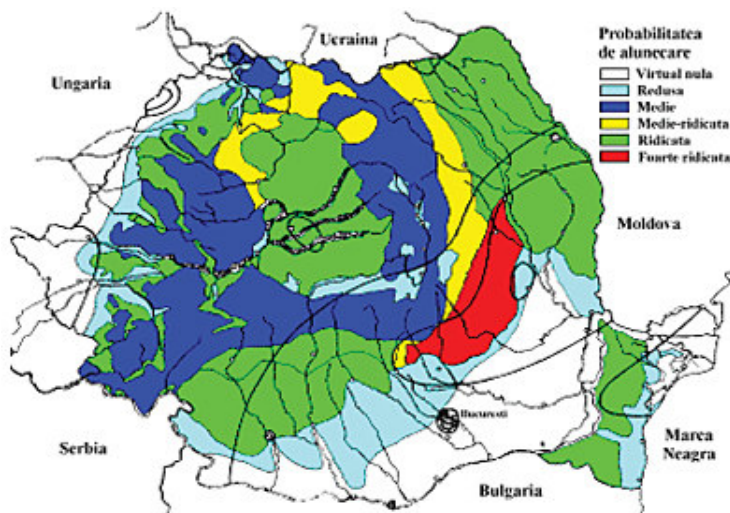 Ucraina
Probabilitatea
de alunecare
Virtual nula
Redusa
Medie
Medie-ridicata
Ridicata
Foarte ridicata
Ungaria
Moldova
Bucuresti
Serbia
Marea
Neagra
Bulgaria